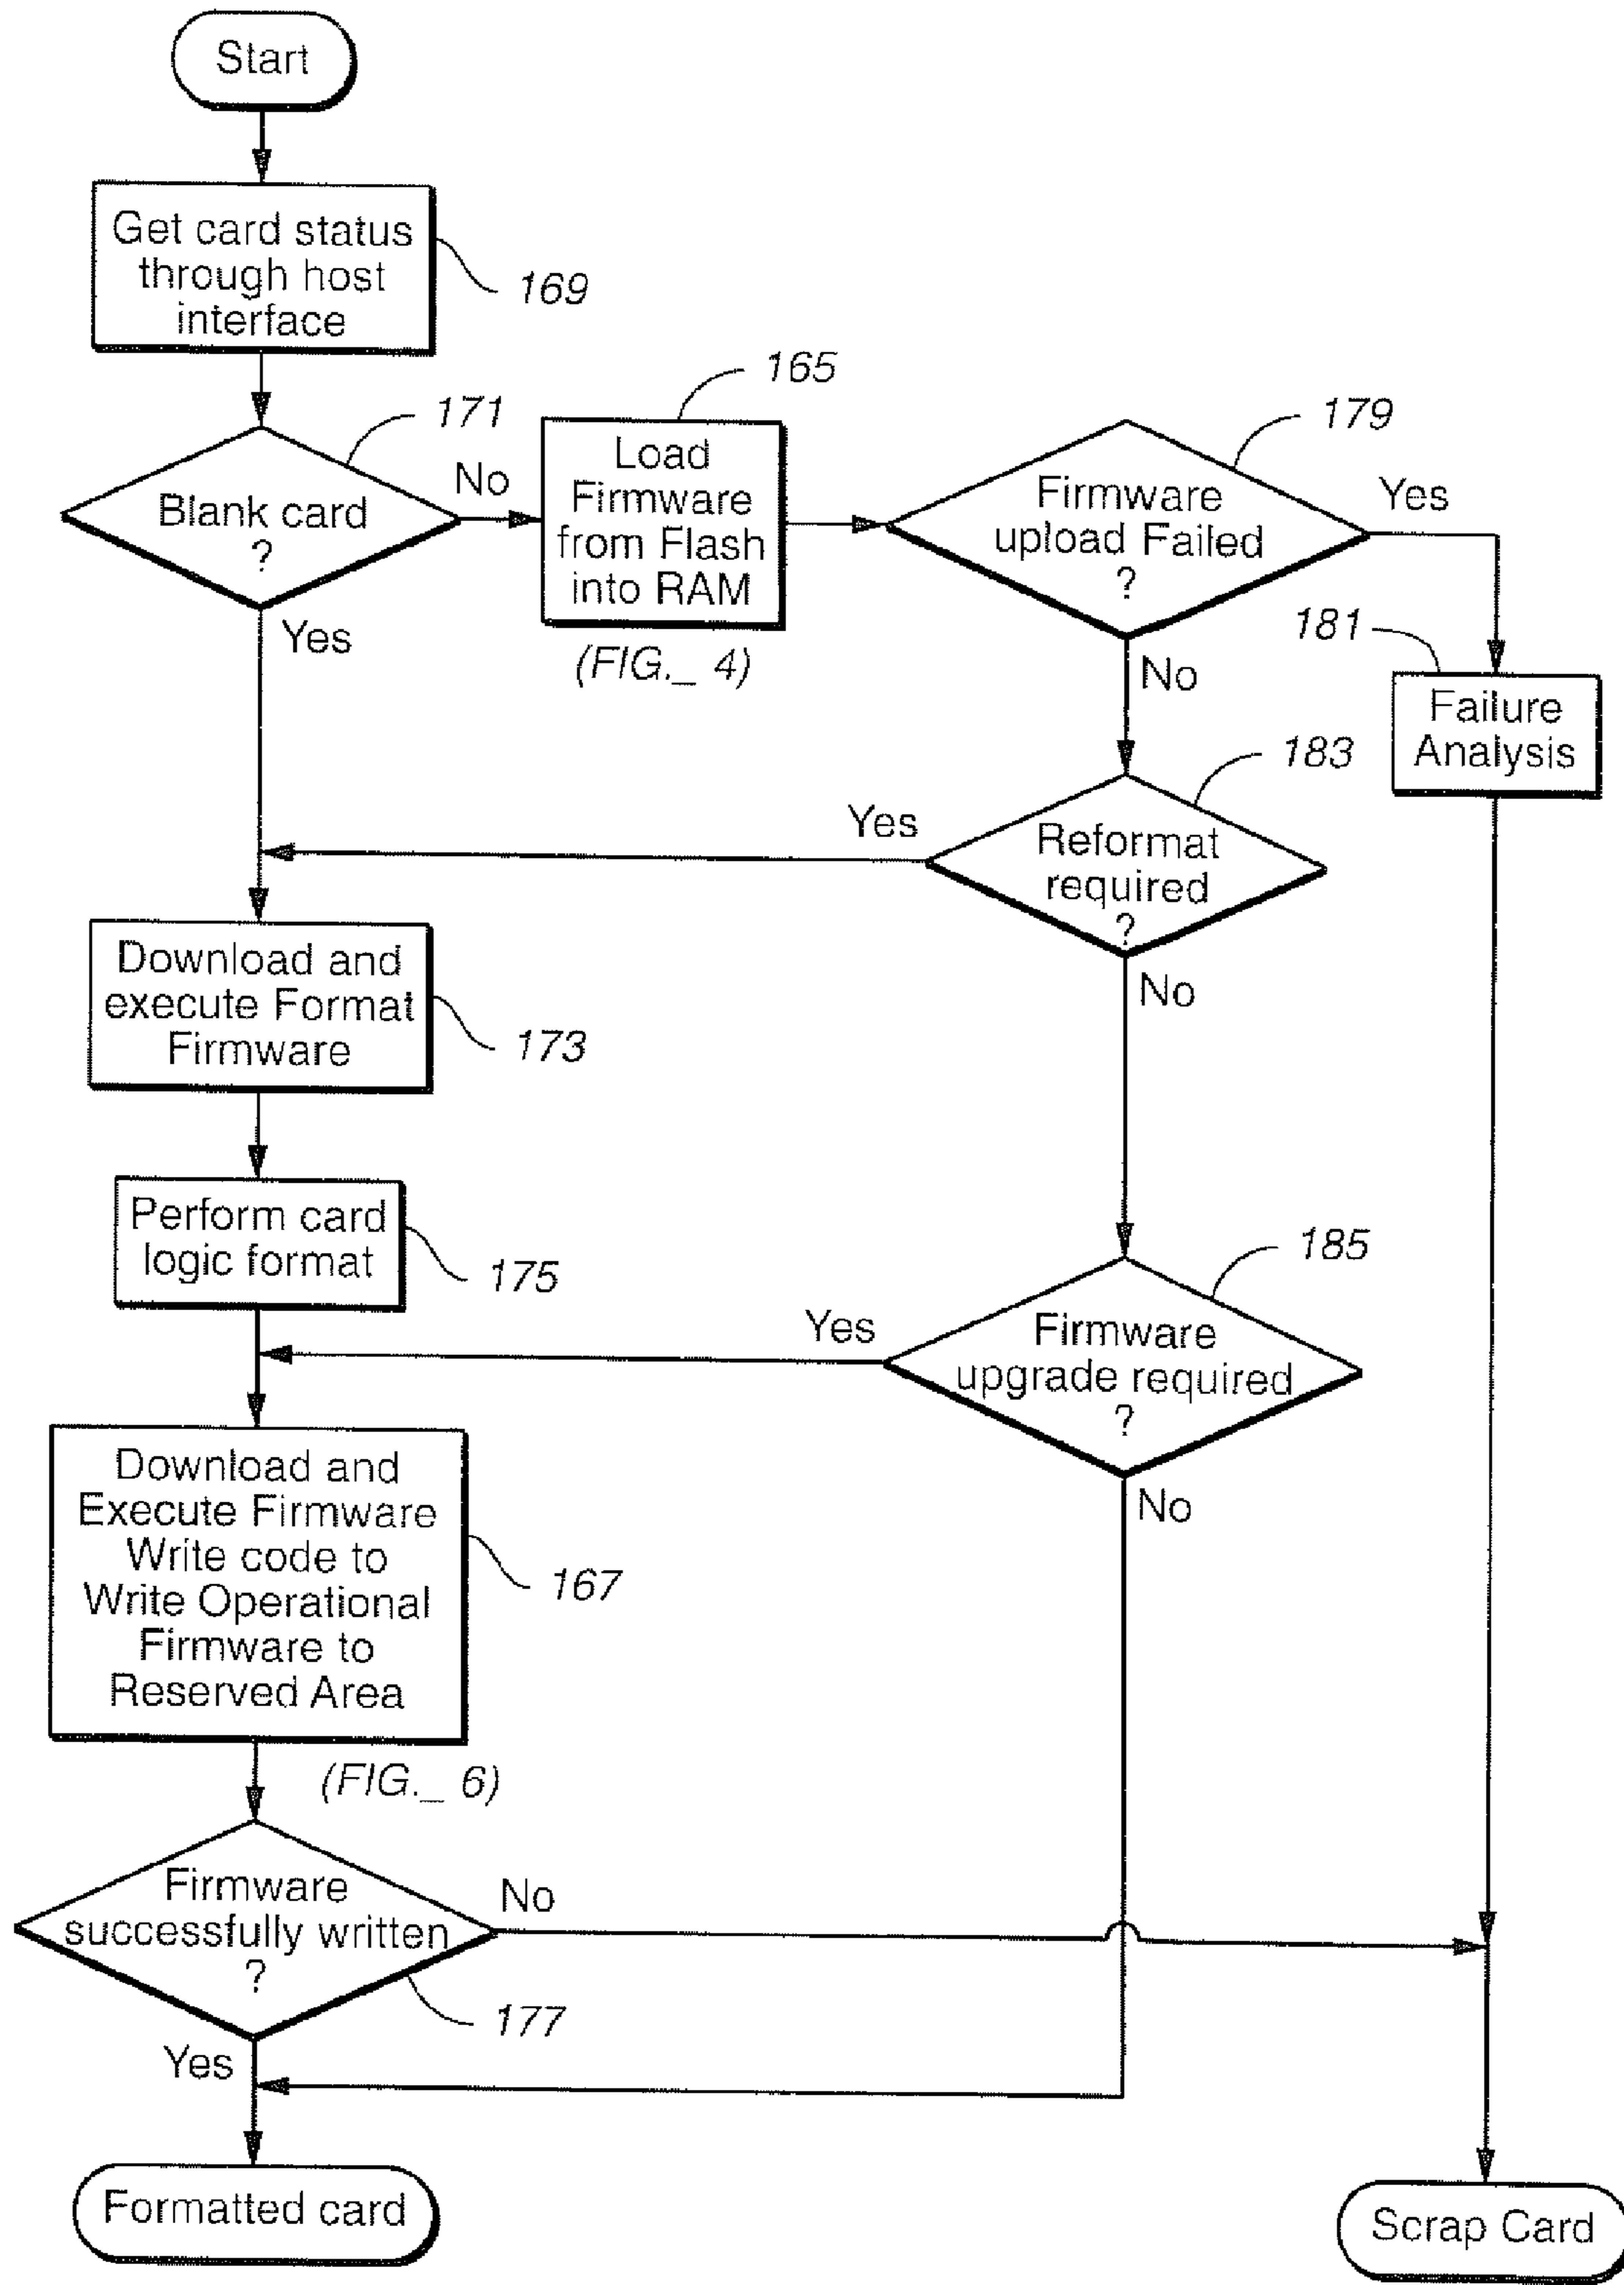 Start
Get card status
through host
interface
169
Blank card
?
171
No
Yes
165
Load
Firmware
from Flash
into RAM
(FIG._ 4)
179
Firmware
upload Failed
?
Yes
No
181
Failure
Analysis
183
Reformat
required
?
Yes
No
Download and
execute Format
Firmware
173
Perform card
logic format
175
185
Firmware
upgrade required
?
Yes
No
Download and
Execute Firmware
Write code to
Write Operational
Firmware to
Reserved Area
167
(FIG._ 6)
Firmware
successfully written
?
No
177
Yes
Formatted card
Scrap Card